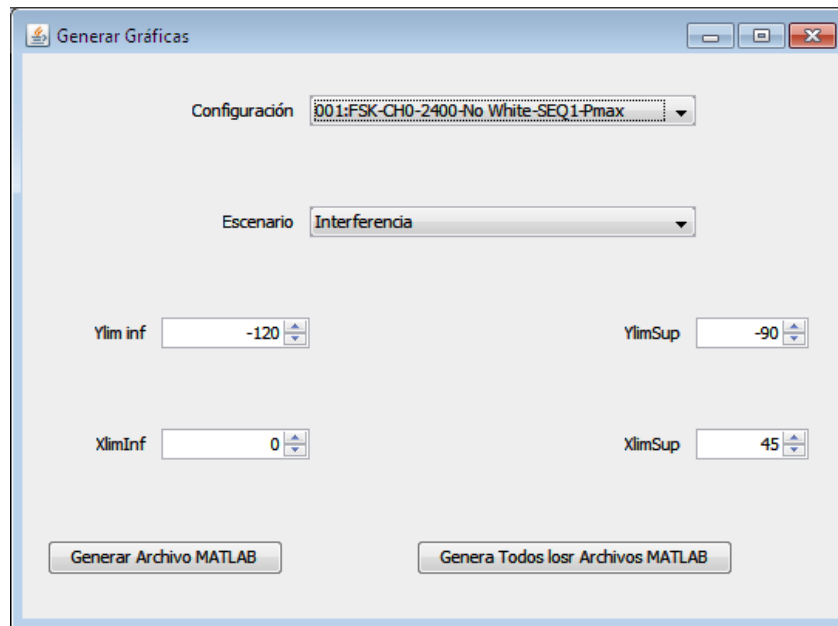 Generar Gráficas
Configuración 001:FSK-CH0-2400-No White-SEQ1-Pmax
Escenario Interferencia
Ylim inf -120 YlimSup -90
XlimInf 0 XlimSup 45
Generar Archivo MATLAB Genera Todos losr Archivos MATLAB